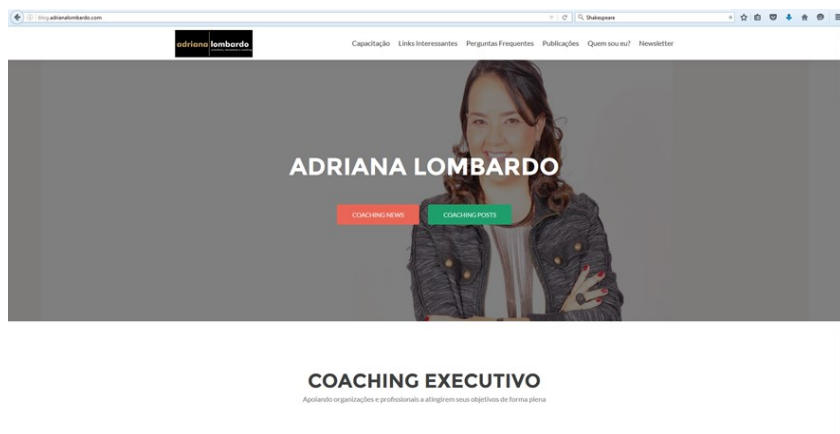 blog.adrianalombardo.com
Shakespeare
adriana lombardo
Capacitação Links Interessantes Perguntas Frequentes Publicações Quem sou eu? Newsletter
ADRIANA LOMBARDO
COACHING NEWS COACHING POSTS
COACHING EXECUTIVO
Apoiando organizações e profissionais a atingirem seus objetivos de forma plena